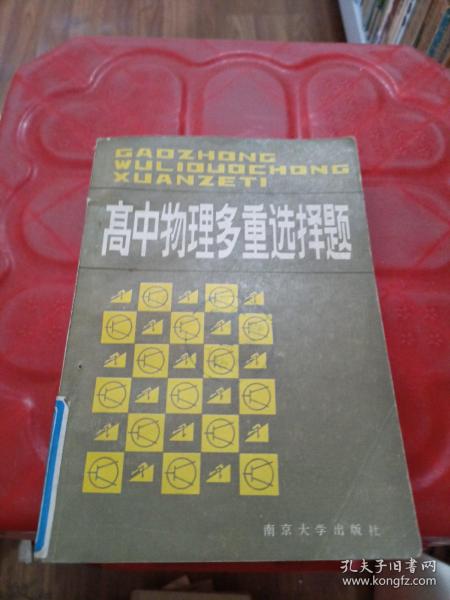 GAOZHONG
WULIDUOCHONG
XUANZETI
高中物理多重选择题
南京大学出版社
孔夫子旧书网
www.kongfz.com